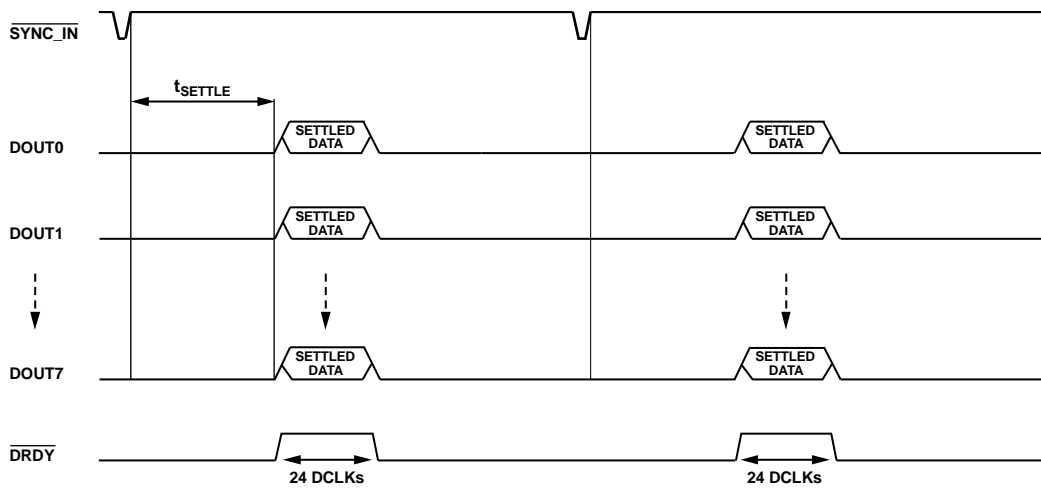 SYNC_IN
tSETTLE
DOUT0
SETTLED
DATA
SETTLED
DATA
DOUT1
SETTLED
DATA
SETTLED
DATA
DOUT7
SETTLED
DATA
SETTLED
DATA
DRDY
24 DCLKs
24 DCLKs